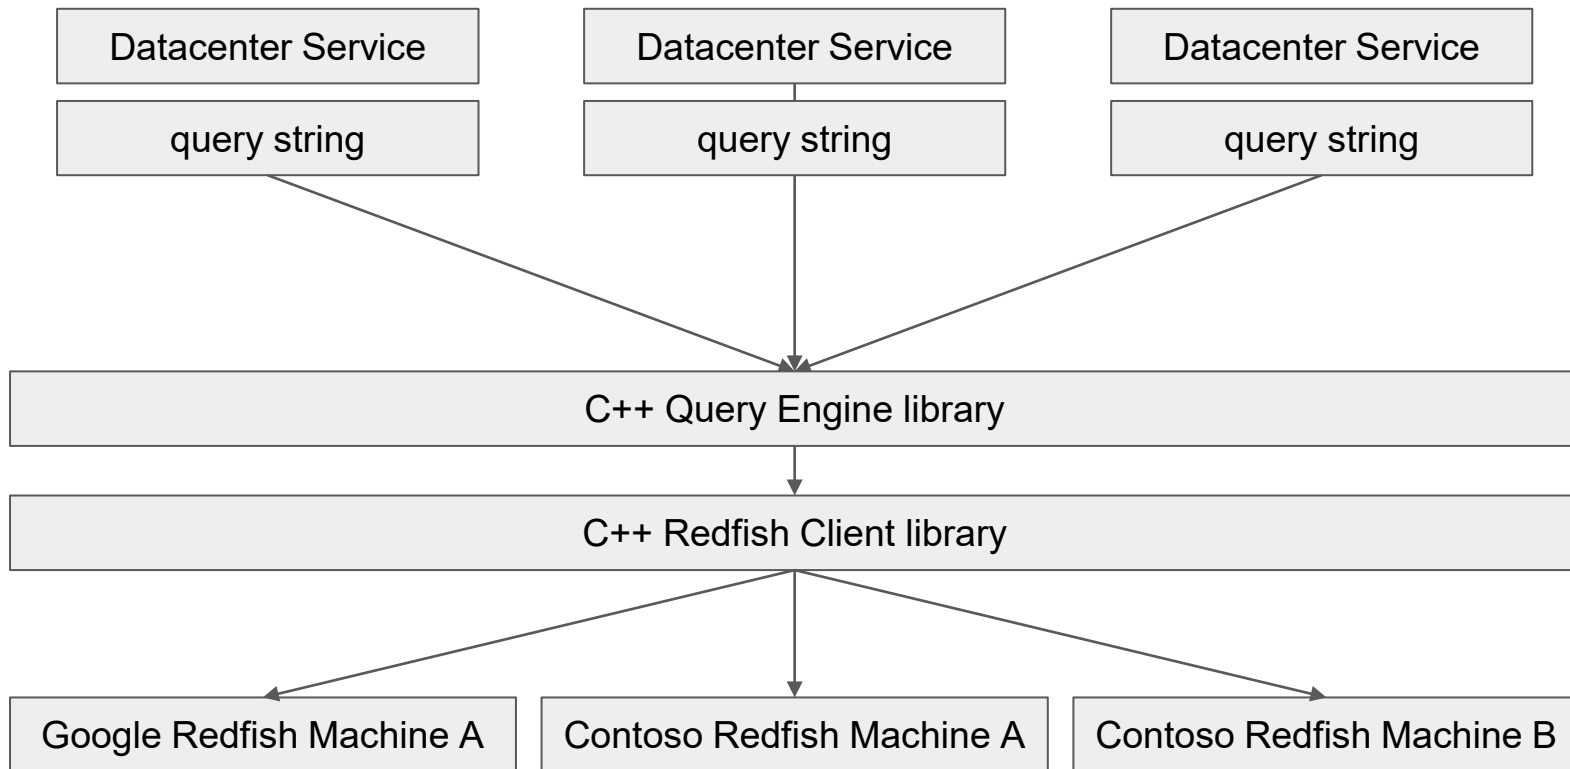 Datacenter Service
Datacenter Service
Datacenter Service
query string
query string
query string
C++ Query Engine library
C++ Redfish Client library
Google Redfish Machine A
Contoso Redfish Machine A
Contoso Redfish Machine B